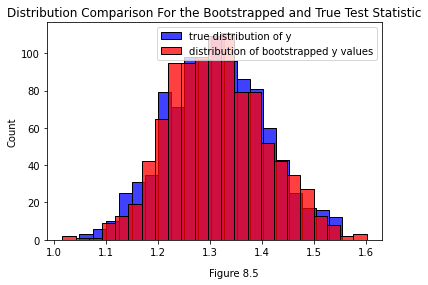 Distribution Comparison For the Bootstrapped and True Test Statistic
true distribution of y
distribution of bootstrapped y values
100
80
60
40
20
0
Count
1.0 1.1 1.2 1.3 1.4 1.5 1.6
Figure 8.5